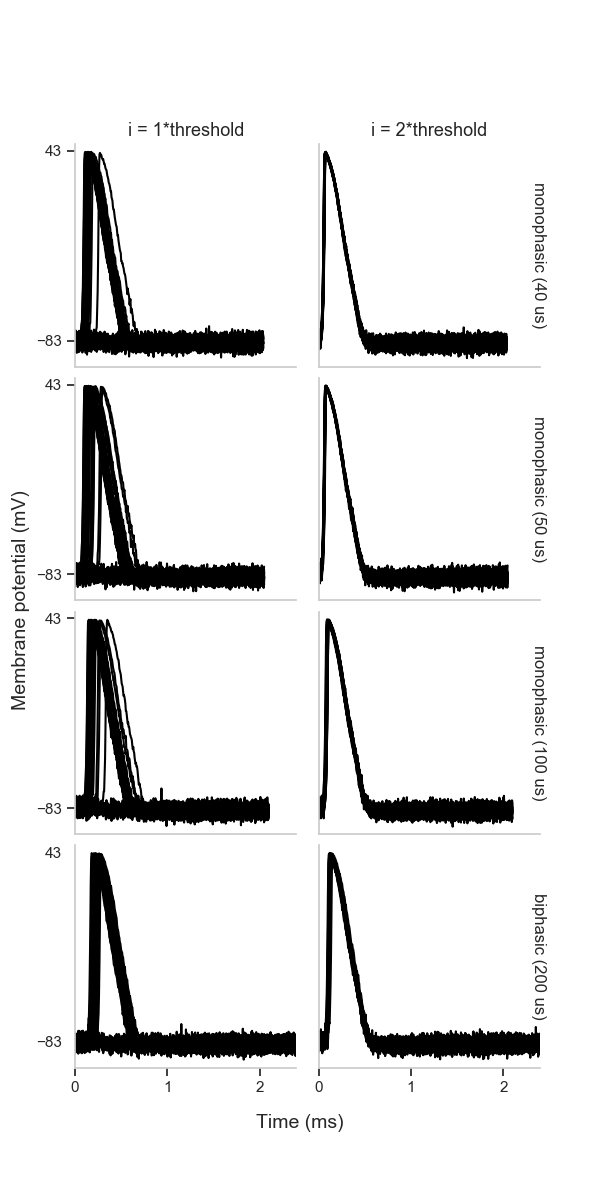 i = 1*threshold
i = 2*threshold
43
−83
monophasic (40 us)
43
−83
monophasic (50 us)
Membrane potential (mV)
43
−83
monophasic (100 us)
43
−83
biphasic (200 us)
0
1
2
0
1
2
Time (ms)